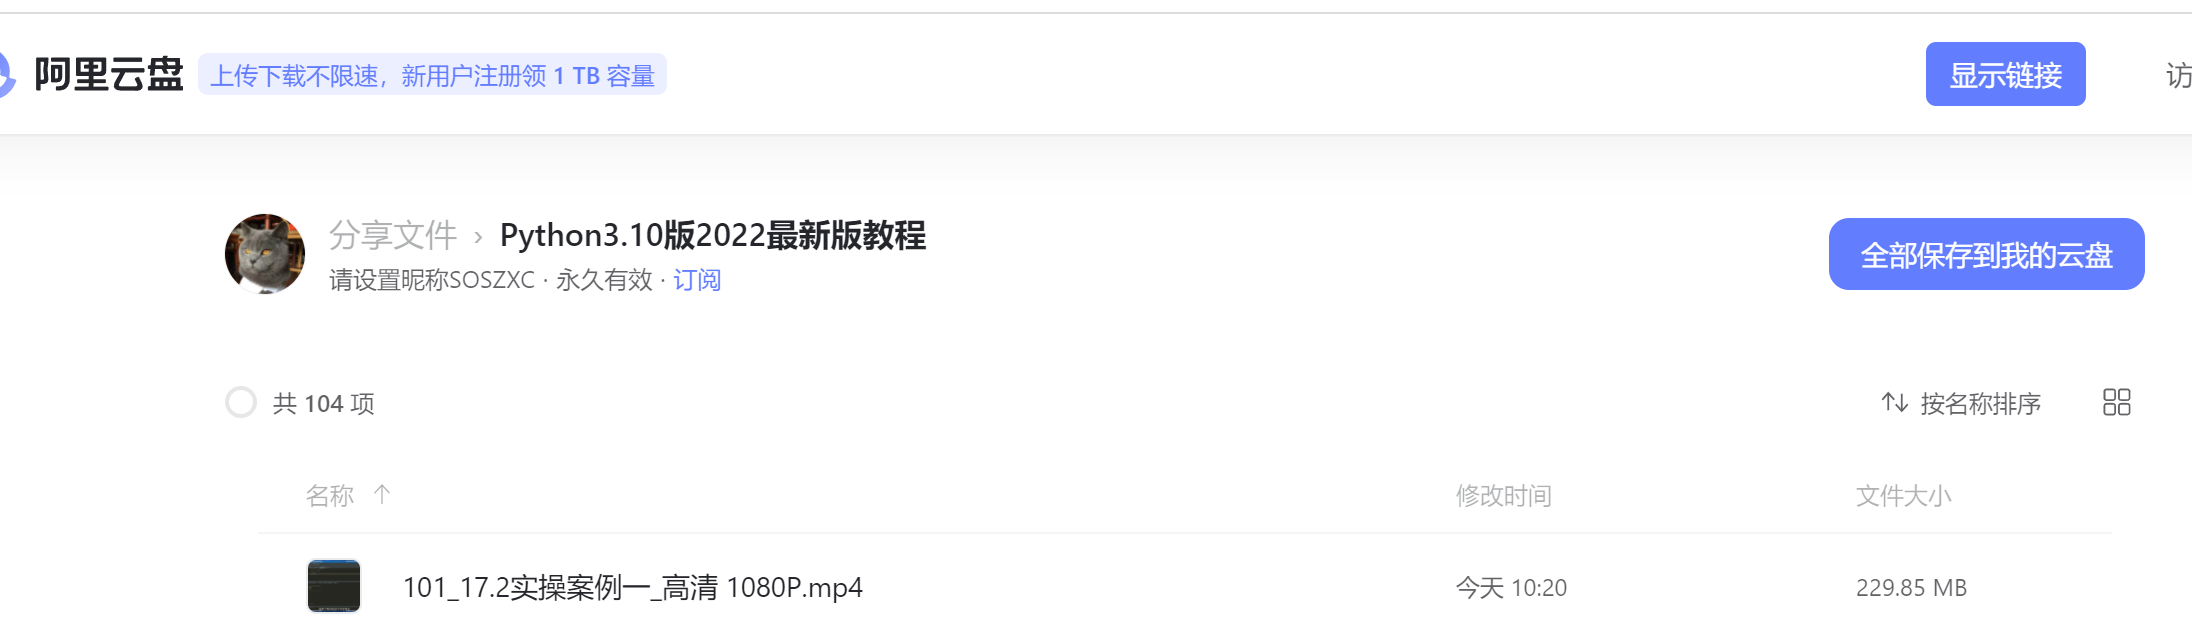 阿里云盘 上传下载不限速，新用户注册领 1 TB 容量 显示链接 访
分享文件 › Python3.10版2022最新版教程 全部保存到我的云盘
请设置昵称SOSZXC · 永久有效 · 订阅
共 104 项 按名称排序
名称 修改时间 文件大小
101_17.2实操案例一_高清 1080P.mp4 今天 10:20 229.85 MB